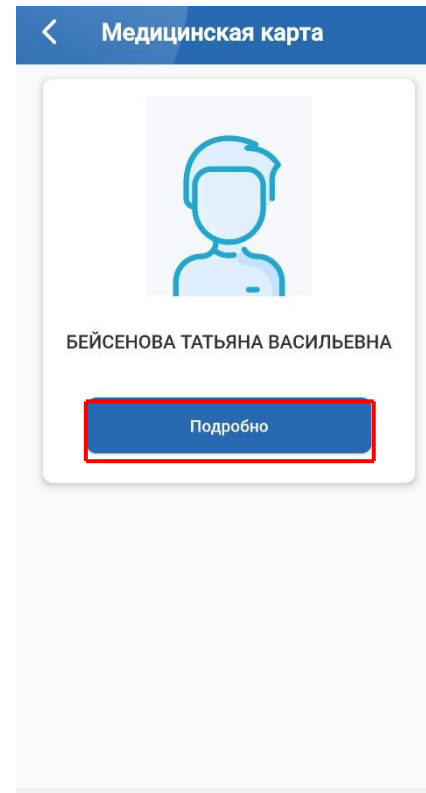 Медицинская карта
БЕЙСЕНОВА ТАТЬЯНА ВАСИЛЬЕВНА
Подробно